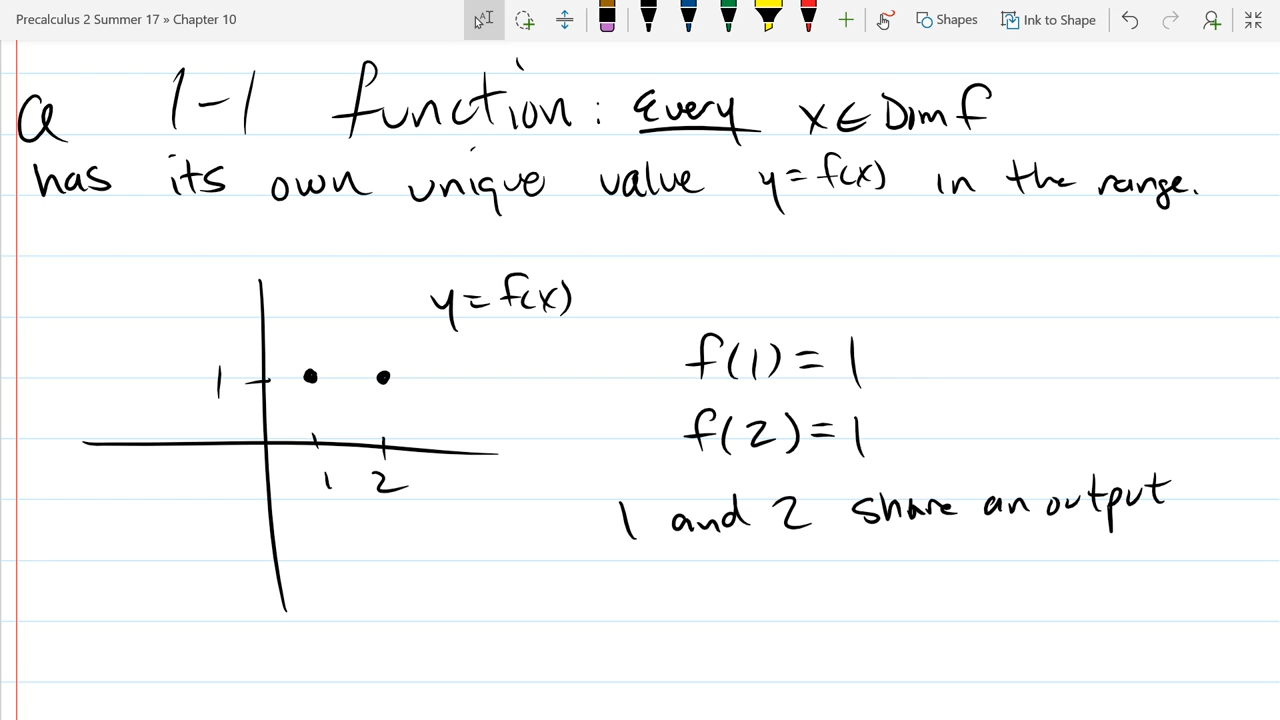 Precalculus 2 Summer 17 » Chapter 10
Shapes
Ink to Shape
a 1-1 function: Every x ∈ Dom f
has its own unique value y = f(x) in the range.
y = f(x)
1
1 2
f(1) = 1
f(2) = 1
1 and 2 share an output